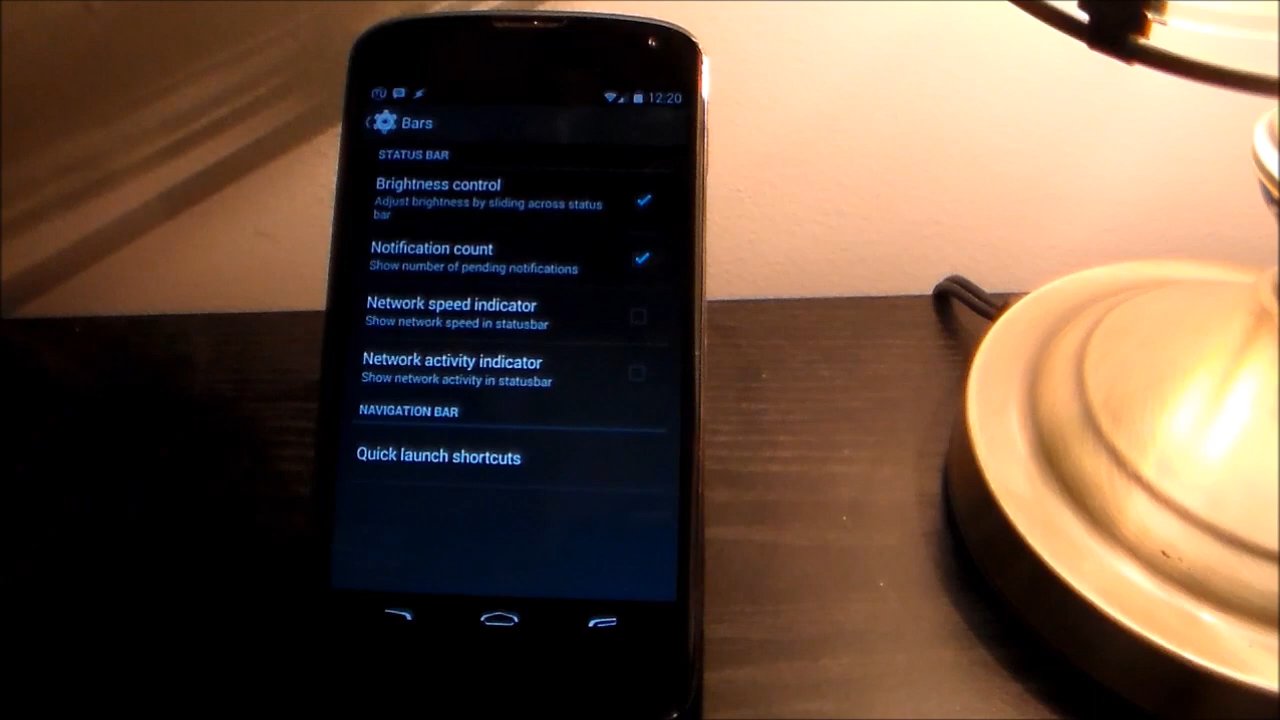 12:20
Bars
STATUS BAR
Brightness control
Adjust brightness by sliding across status
bar
Notification count
Show number of pending notifications
Network speed indicator
Show network speed in statusbar
Network activity indicator
Show network activity in statusbar
NAVIGATION BAR
Quick launch shortcuts